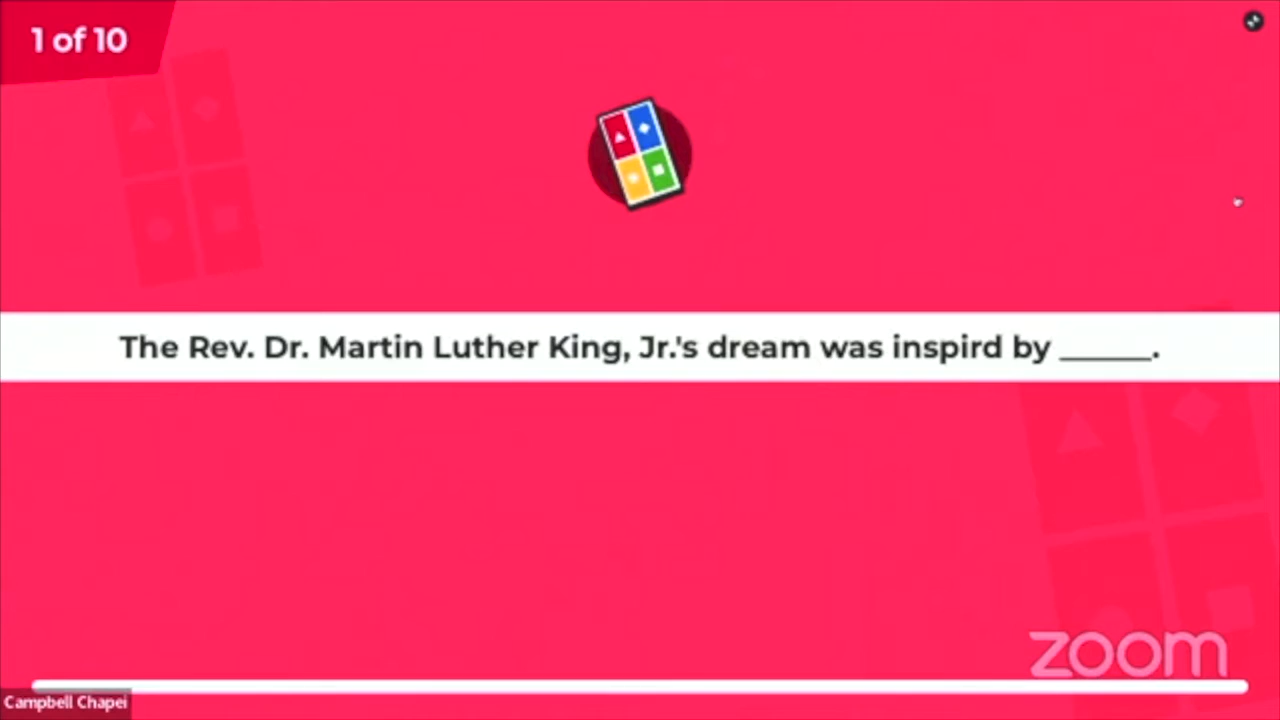 1 of 10
The Rev. Dr. Martin Luther King, Jr.'s dream was inspird by ______.
zoom
Campbell Chapel